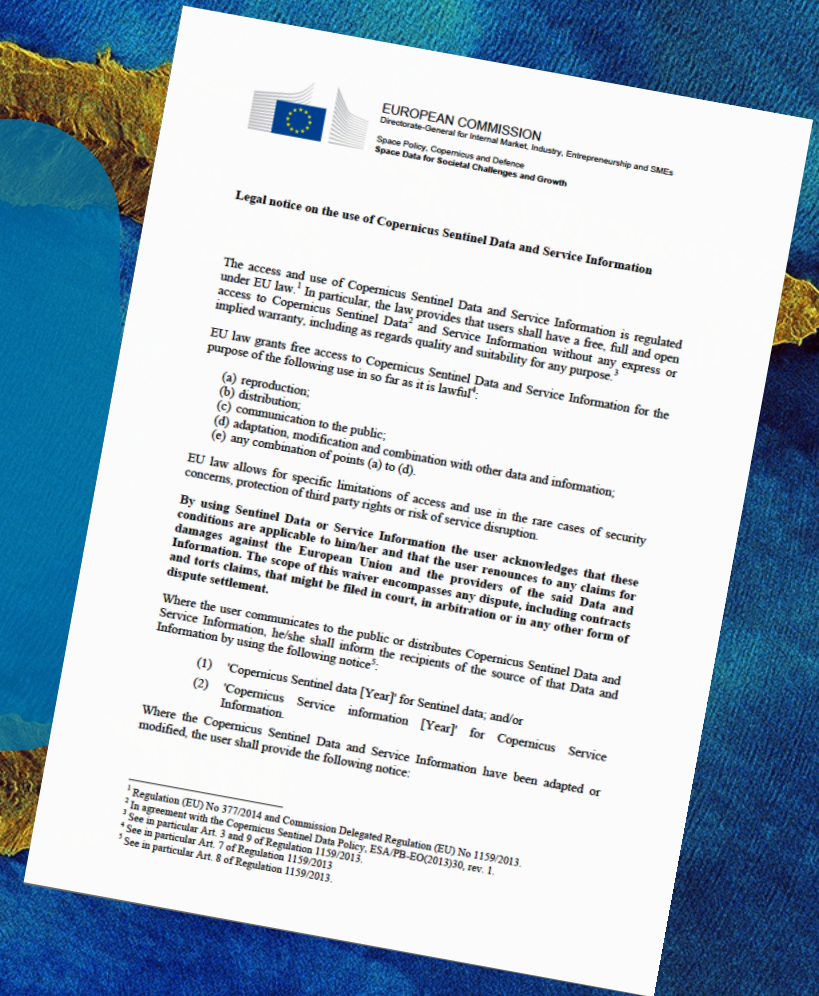 EUROPEAN COMMISSION
Directorate-General for Internal Market, Industry, Entrepreneurship and SMEs
Space Policy, Copernicus and Defence
Space Data for Societal Challenges and Growth
Legal notice on the use of Copernicus Sentinel Data and Service Information
The access and use of Copernicus Sentinel Data and Service Information is regulated
under EU law.¹ In particular, the law provides that users shall have a free, full and open
access to Copernicus Sentinel Data² and Service Information without any express or
implied warranty, including as regards quality and suitability for any purpose.³
EU law grants free access to Copernicus Sentinel Data and Service Information for the
purpose of the following use in so far as it is lawful⁴:
(a) reproduction;
(b) distribution;
(c) communication to the public;
(d) adaptation, modification and combination with other data and information;
(e) any combination of points (a) to (d).
EU law allows for specific limitations of access and use in the rare cases of security
concerns, protection of third party rights or risk of service disruption.
By using Sentinel Data or Service Information the user acknowledges that these
conditions are applicable to him/her and that the user renounces to any claims for
damages against the European Union and the providers of the said Data and
Information. The scope of this waiver encompasses any dispute, including contracts
and torts claims, that might be filed in court, in arbitration or in any other form of
dispute settlement.
Where the user communicates to the public or distributes Copernicus Sentinel Data and
Service Information, he/she shall inform the recipients of the source of that Data and
Information by using the following notice⁵:
(1) 'Copernicus Sentinel data [Year]' for Sentinel data; and/or
(2) 'Copernicus Service information [Year]' for Copernicus Service
Information.
Where the Copernicus Sentinel Data and Service Information have been adapted or
modified, the user shall provide the following notice:
¹ Regulation (EU) No 377/2014 and Commission Delegated Regulation (EU) No 1159/2013.
² In agreement with the Copernicus Sentinel Data Policy, ESA/PB-EO(2013)30, rev. 1.
³ See in particular Art. 3 and 9 of Regulation 1159/2013.
⁴ See in particular Art. 7 of Regulation 1159/2013
⁵ See in particular Art. 8 of Regulation 1159/2013.